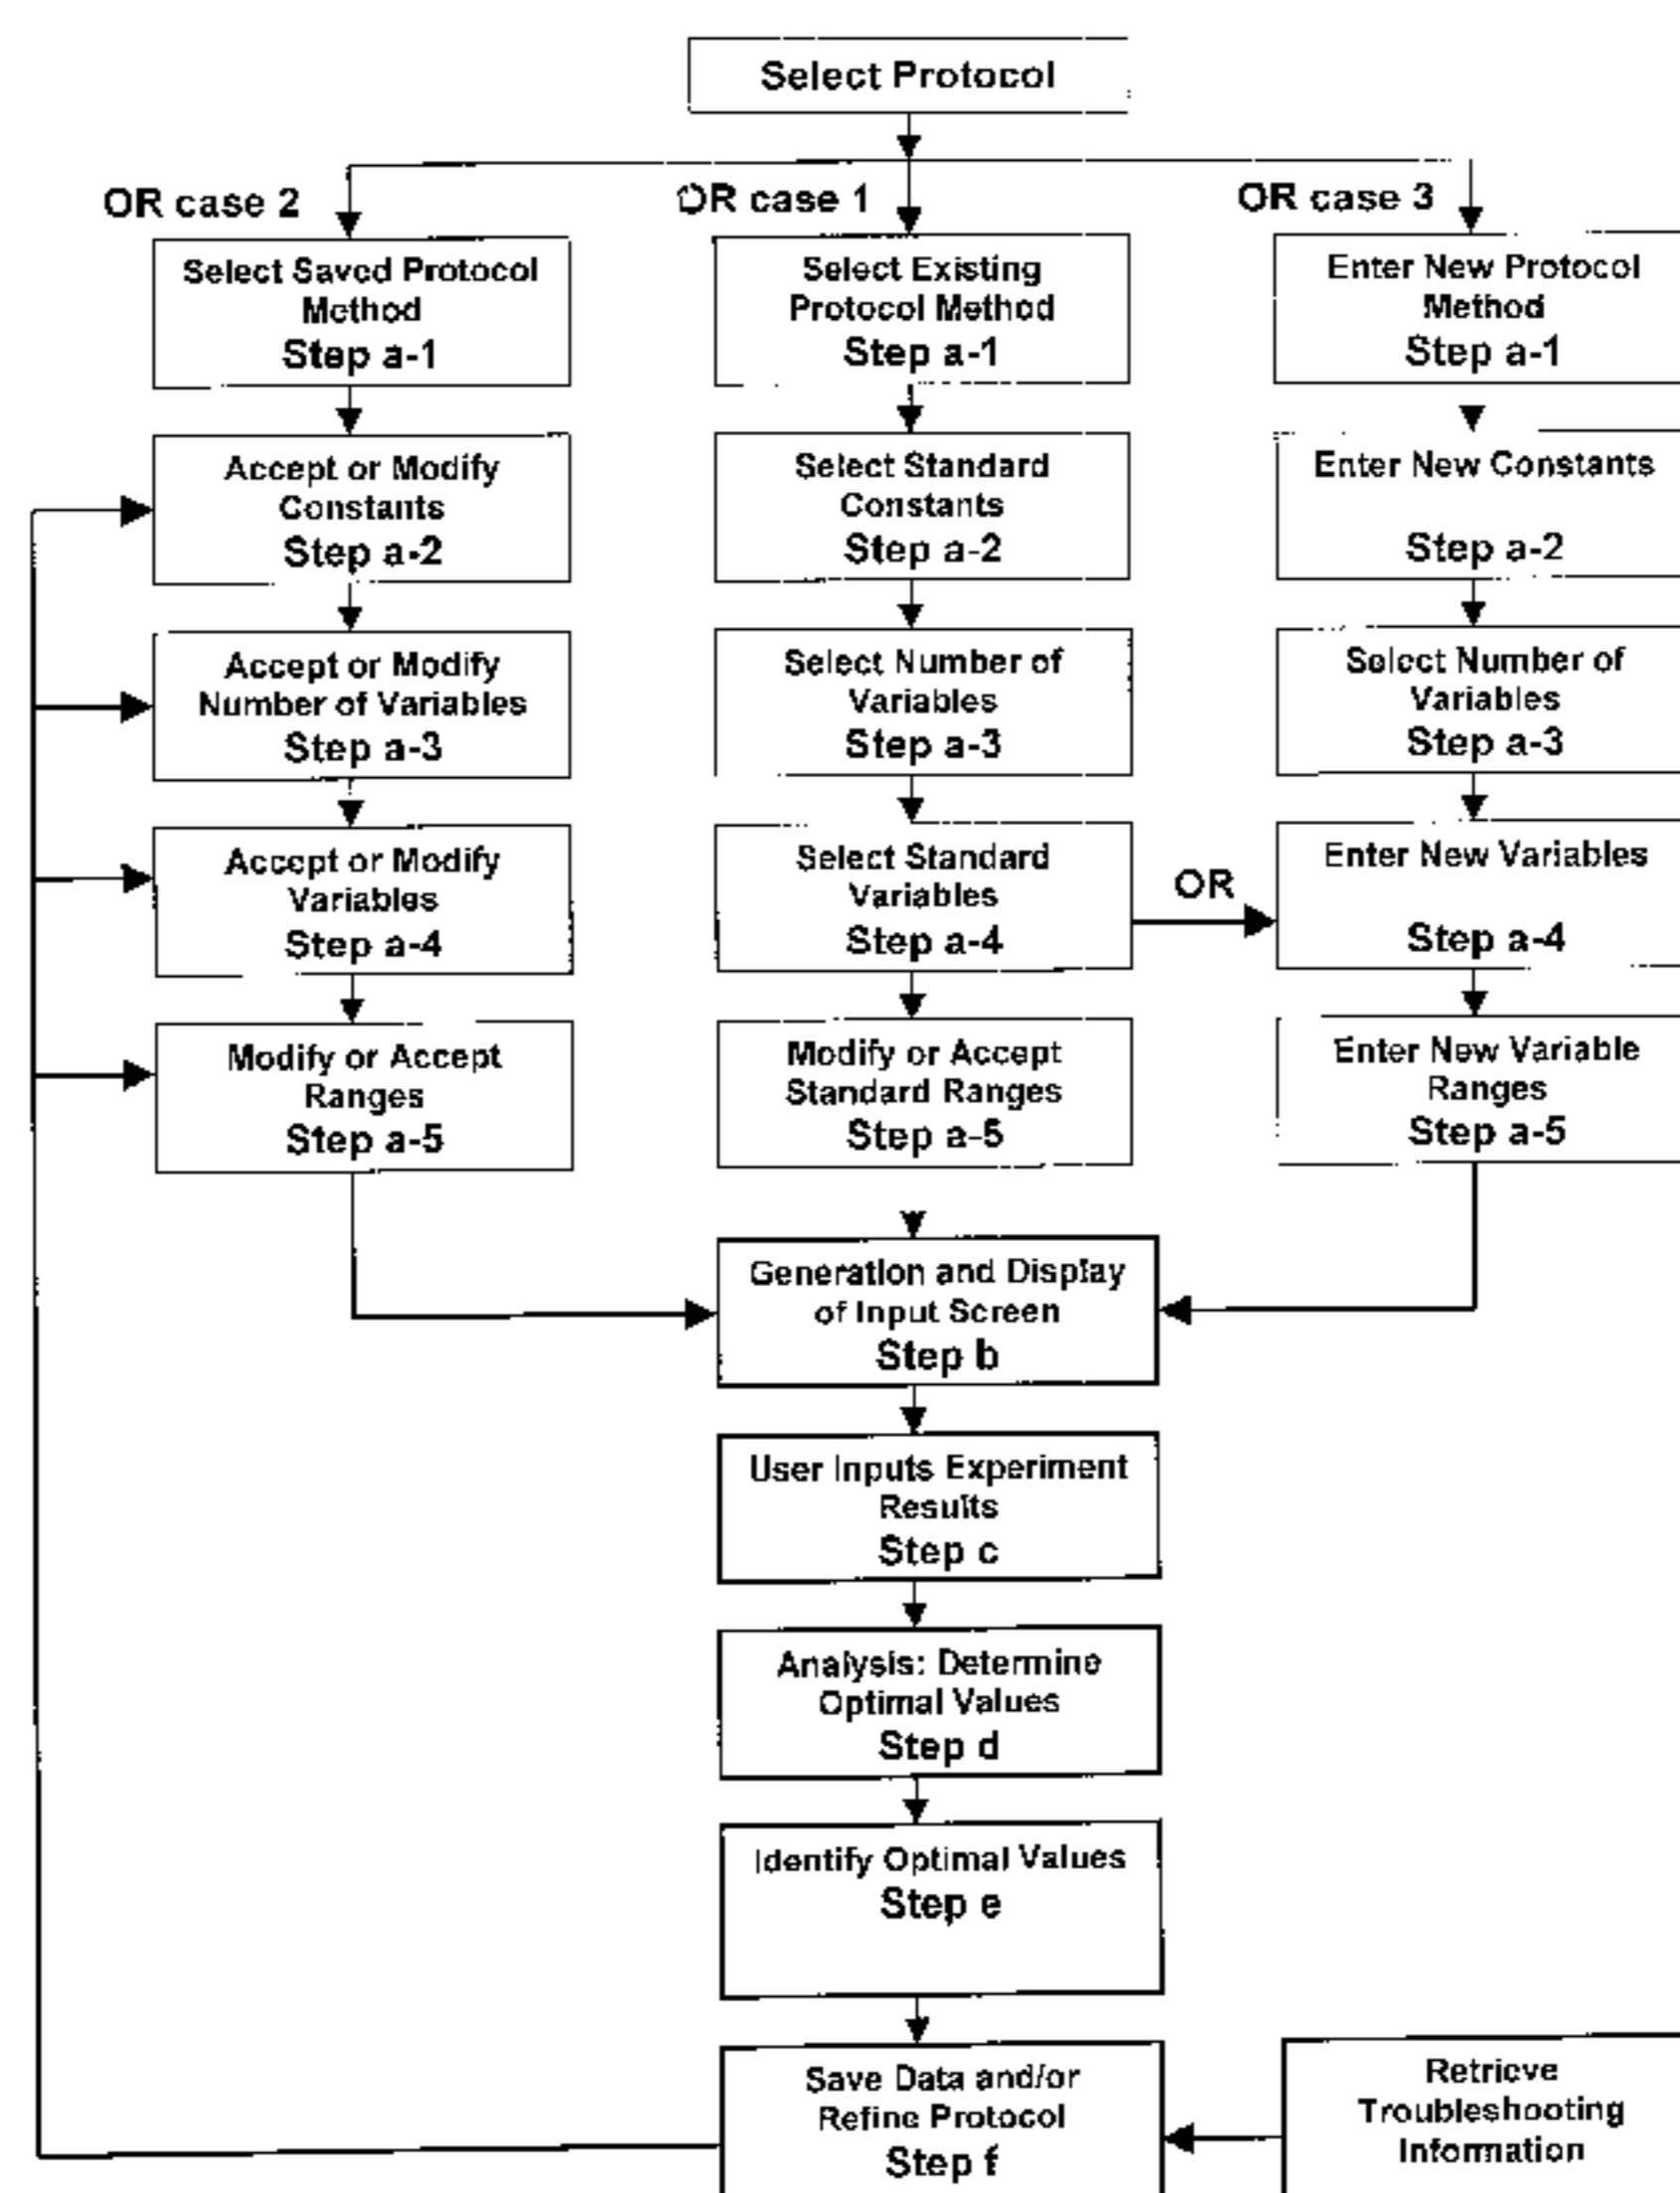 Select Protocol
OR case 2
OR case 1
OR case 3
Select Saved Protocol
Method
Step a-1
Select Existing
Protocol Method
Step a-1
Enter New Protocol
Method
Step a-1
Accept or Modify
Constants
Step a-2
Select Standard
Constants
Step a-2
Enter New Constants
Step a-2
Accept or Modify
Number of Variables
Step a-3
Select Number of
Variables
Step a-3
Select Number of
Variables
Step a-3
Accept or Modify
Variables
Step a-4
Select Standard
Variables
Step a-4
OR
Enter New Variables
Step a-4
Modify or Accept
Ranges
Step a-5
Modify or Accept
Standard Ranges
Step a-5
Enter New Variable
Ranges
Step a-5
Generation and Display
of Input Screen
Step b
User Inputs Experiment
Results
Step c
Analysis: Determine
Optimal Values
Step d
Identify Optimal Values
Step e
Save Data and/or
Refine Protocol
Step f
Retrieve
Troubleshooting
Information